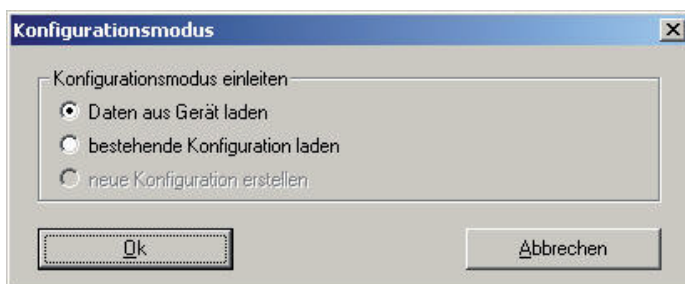 Konfigurationsmodus
Konfigurationsmodus einleiten
Daten aus Gerät laden
bestehende Konfiguration laden
neue Konfiguration erstellen
Ok
Abbrechen